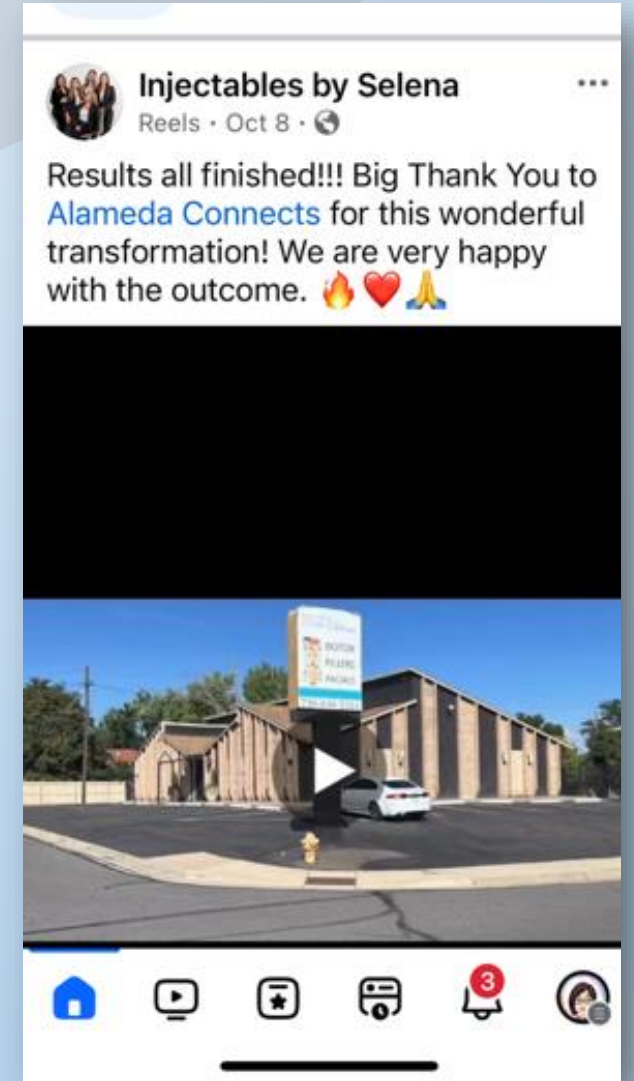 Injectables by Selena
Reels · Oct 8 ·
Results all finished!!! Big Thank You to
Alameda Connects for this wonderful
transformation! We are very happy
with the outcome. 🔥❤️🙏
BOTOX
FILLERS
FACIALS
3